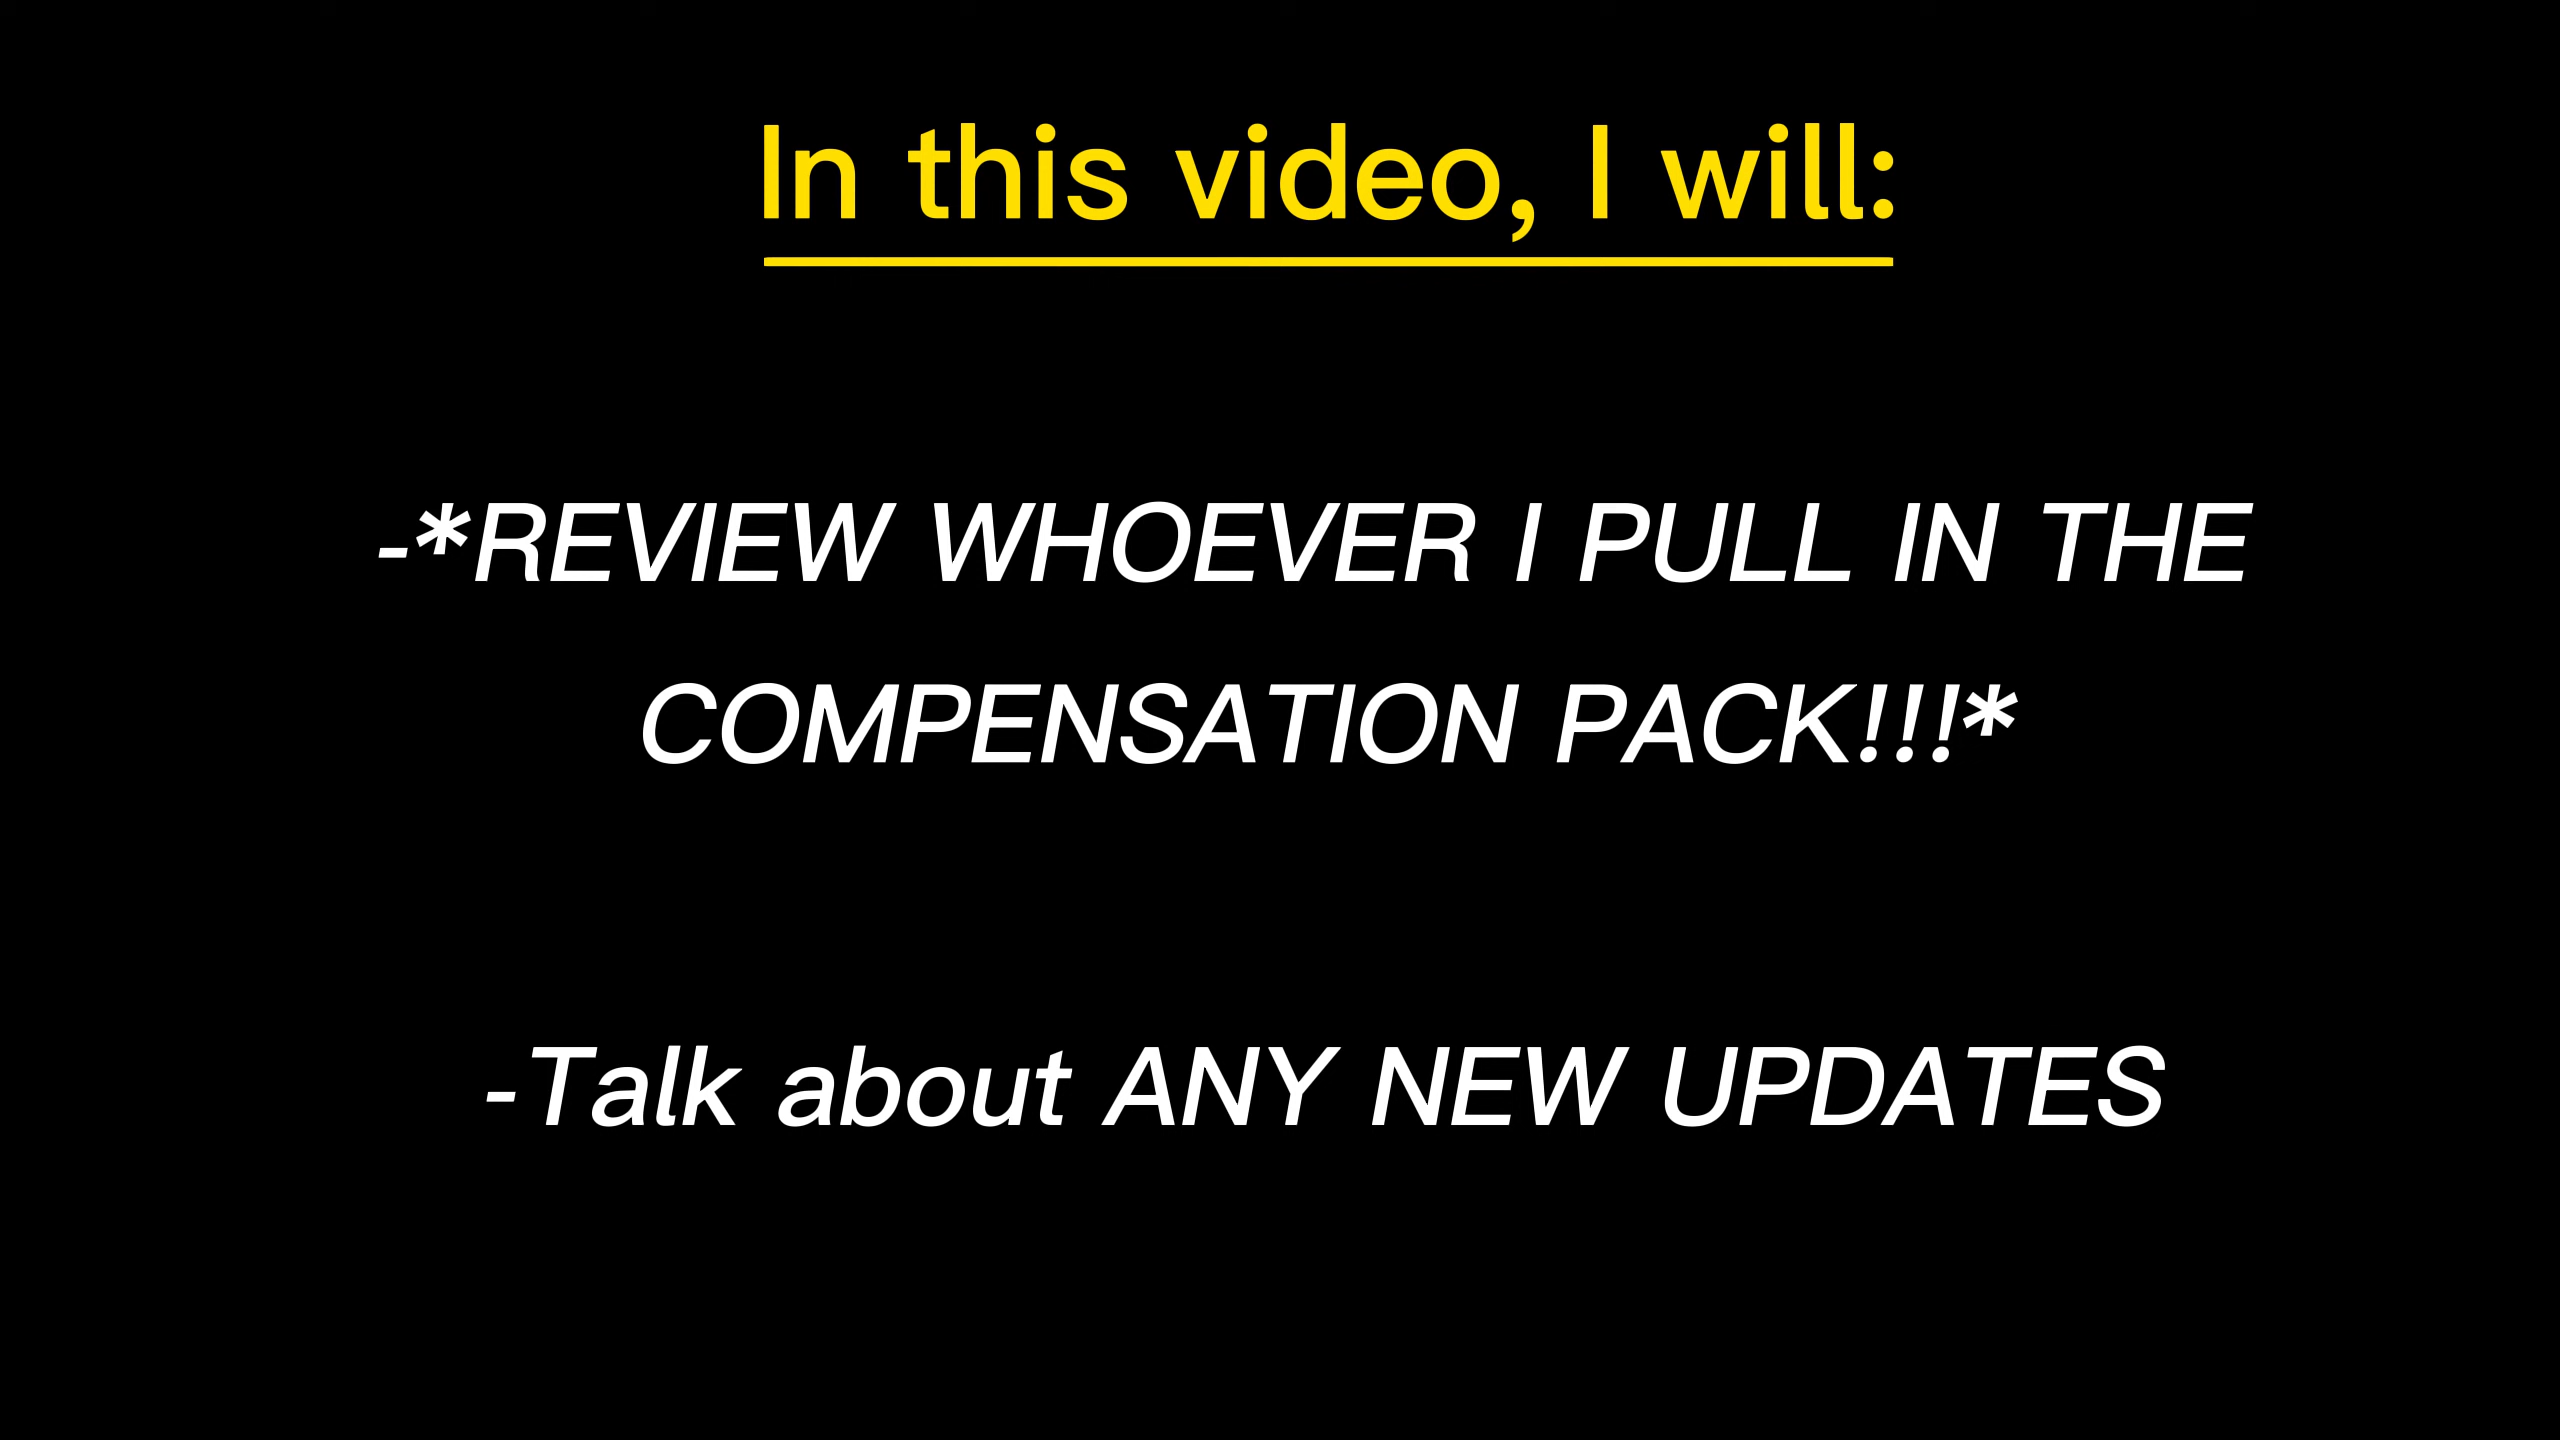 In this video, I will:
-*REVIEW WHOEVER I PULL IN THE
COMPENSATION PACK!!!*
-Talk about ANY NEW UPDATES